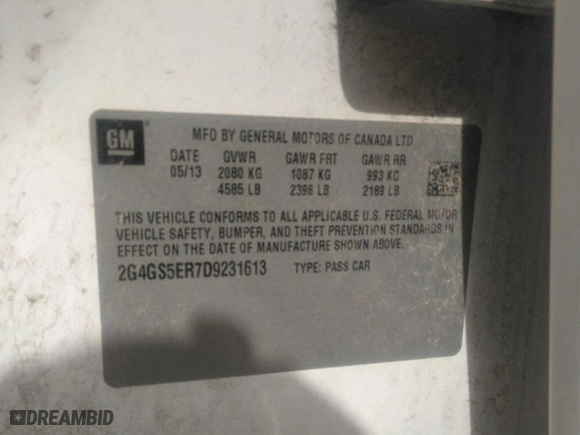 GM
MFD BY GENERAL MOTORS OF CANADA LTD
DATE GVWR GAWR FRT GAWR RR
05/13 2080 KG 1087 KG 993 KG
4585 LB 2396 LB 2189 LB
THIS VEHICLE CONFORMS TO ALL APPLICABLE U.S. FEDERAL MOTOR
VEHICLE SAFETY, BUMPER, AND THEFT PREVENTION STANDARDS IN
EFFECT ON THE DATE OF MANUFACTURE SHOWN ABOVE.
2G4GS5ER7D9231613 TYPE: PASS CAR
DREAMBID